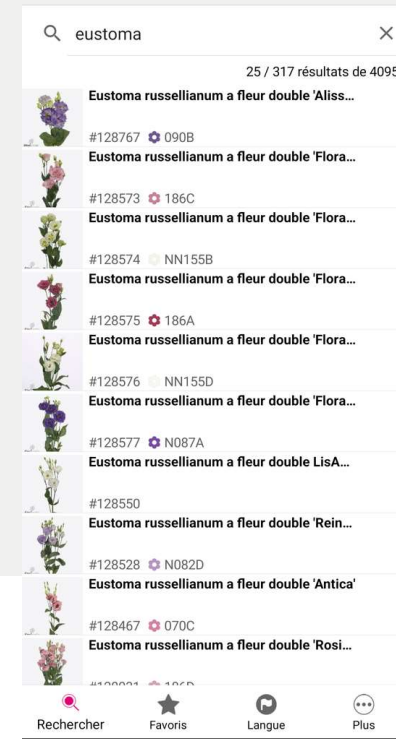 eustoma
25 / 317 résultats de 4095
Eustoma russellianum a fleur double 'Aliss...
#128767 090B
Eustoma russellianum a fleur double 'Flora...
#128573 186C
Eustoma russellianum a fleur double 'Flora...
#128574 NN155B
Eustoma russellianum a fleur double 'Flora...
#128575 186A
Eustoma russellianum a fleur double 'Flora...
#128576 NN155D
Eustoma russellianum a fleur double 'Flora...
#128577 N087A
Eustoma russellianum a fleur double LisA...
#128550
Eustoma russellianum a fleur double 'Rein...
#128528 N082D
Eustoma russellianum a fleur double 'Antica'
#128467 070C
Eustoma russellianum a fleur double 'Rosi...
Rechercher Favoris Langue Plus